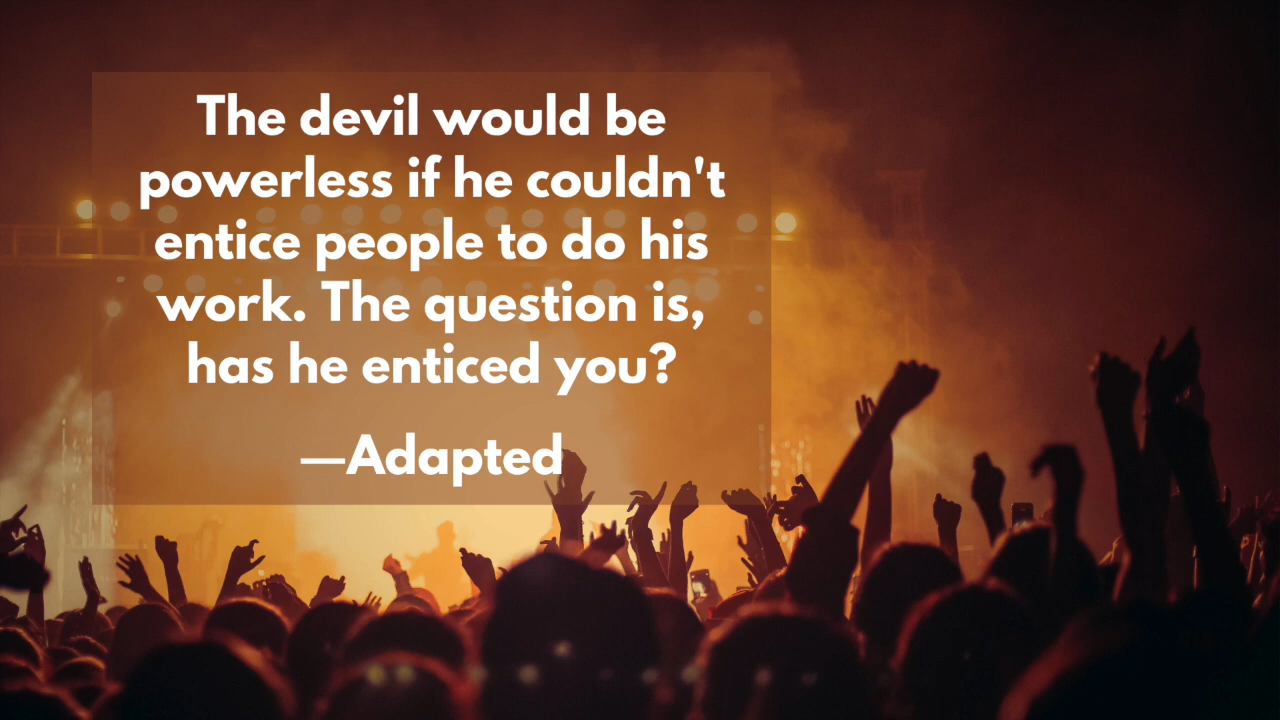 The devil would be
powerless if he couldn't
entice people to do his
work. The question is,
has he enticed you?
—Adapted